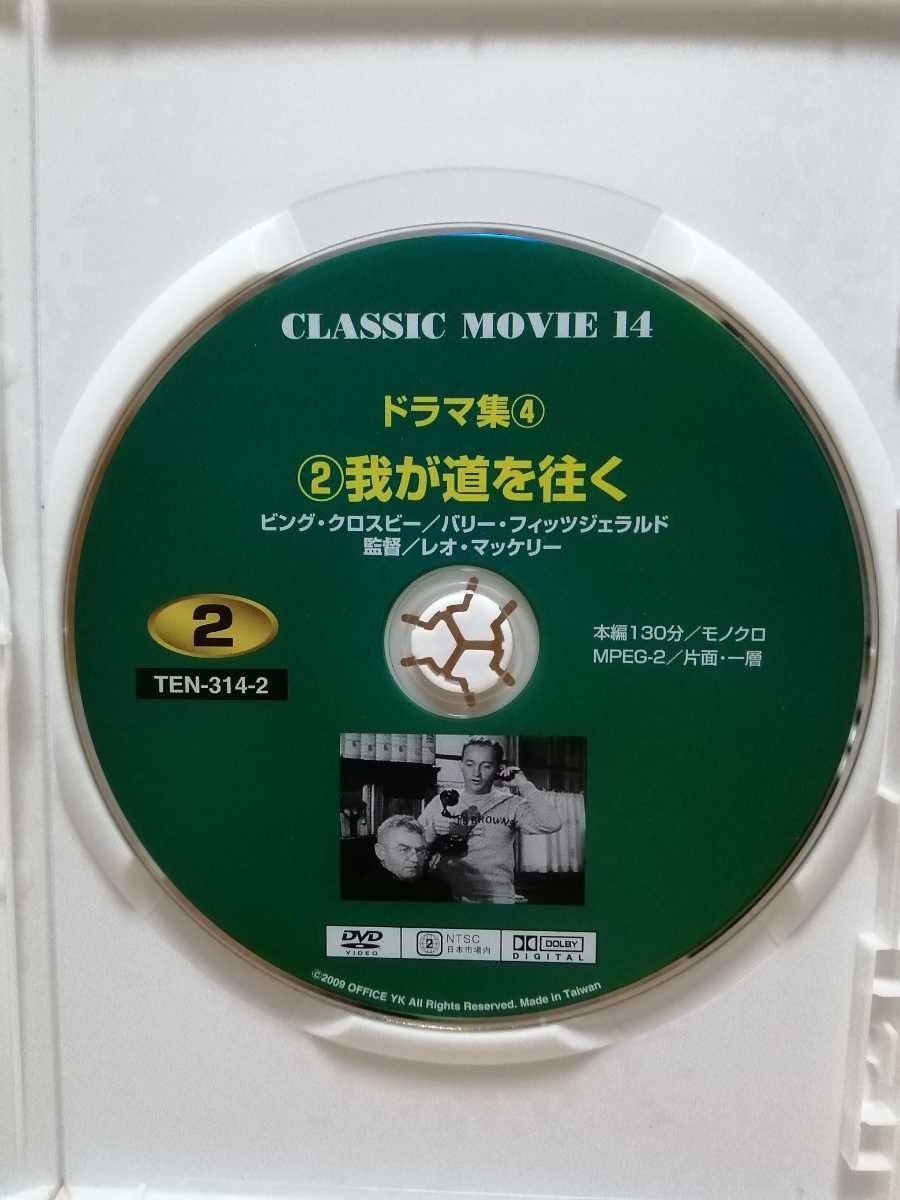 CLASSIC MOVIE 14
ドラマ集④
②我が道を往く
ビング・クロスビー／バリー・フィッツジェラルド
監督／レオ・マッケリー
2
TEN-314-2
本編130分／モノクロ
MPEG-2／片面・一層
BROWNS
DVD
VIDEO
2
NTSC
日本市場内
DOLBY
DIGITAL
©2009 OFFICE YK All Rights Reserved. Made in Taiwan